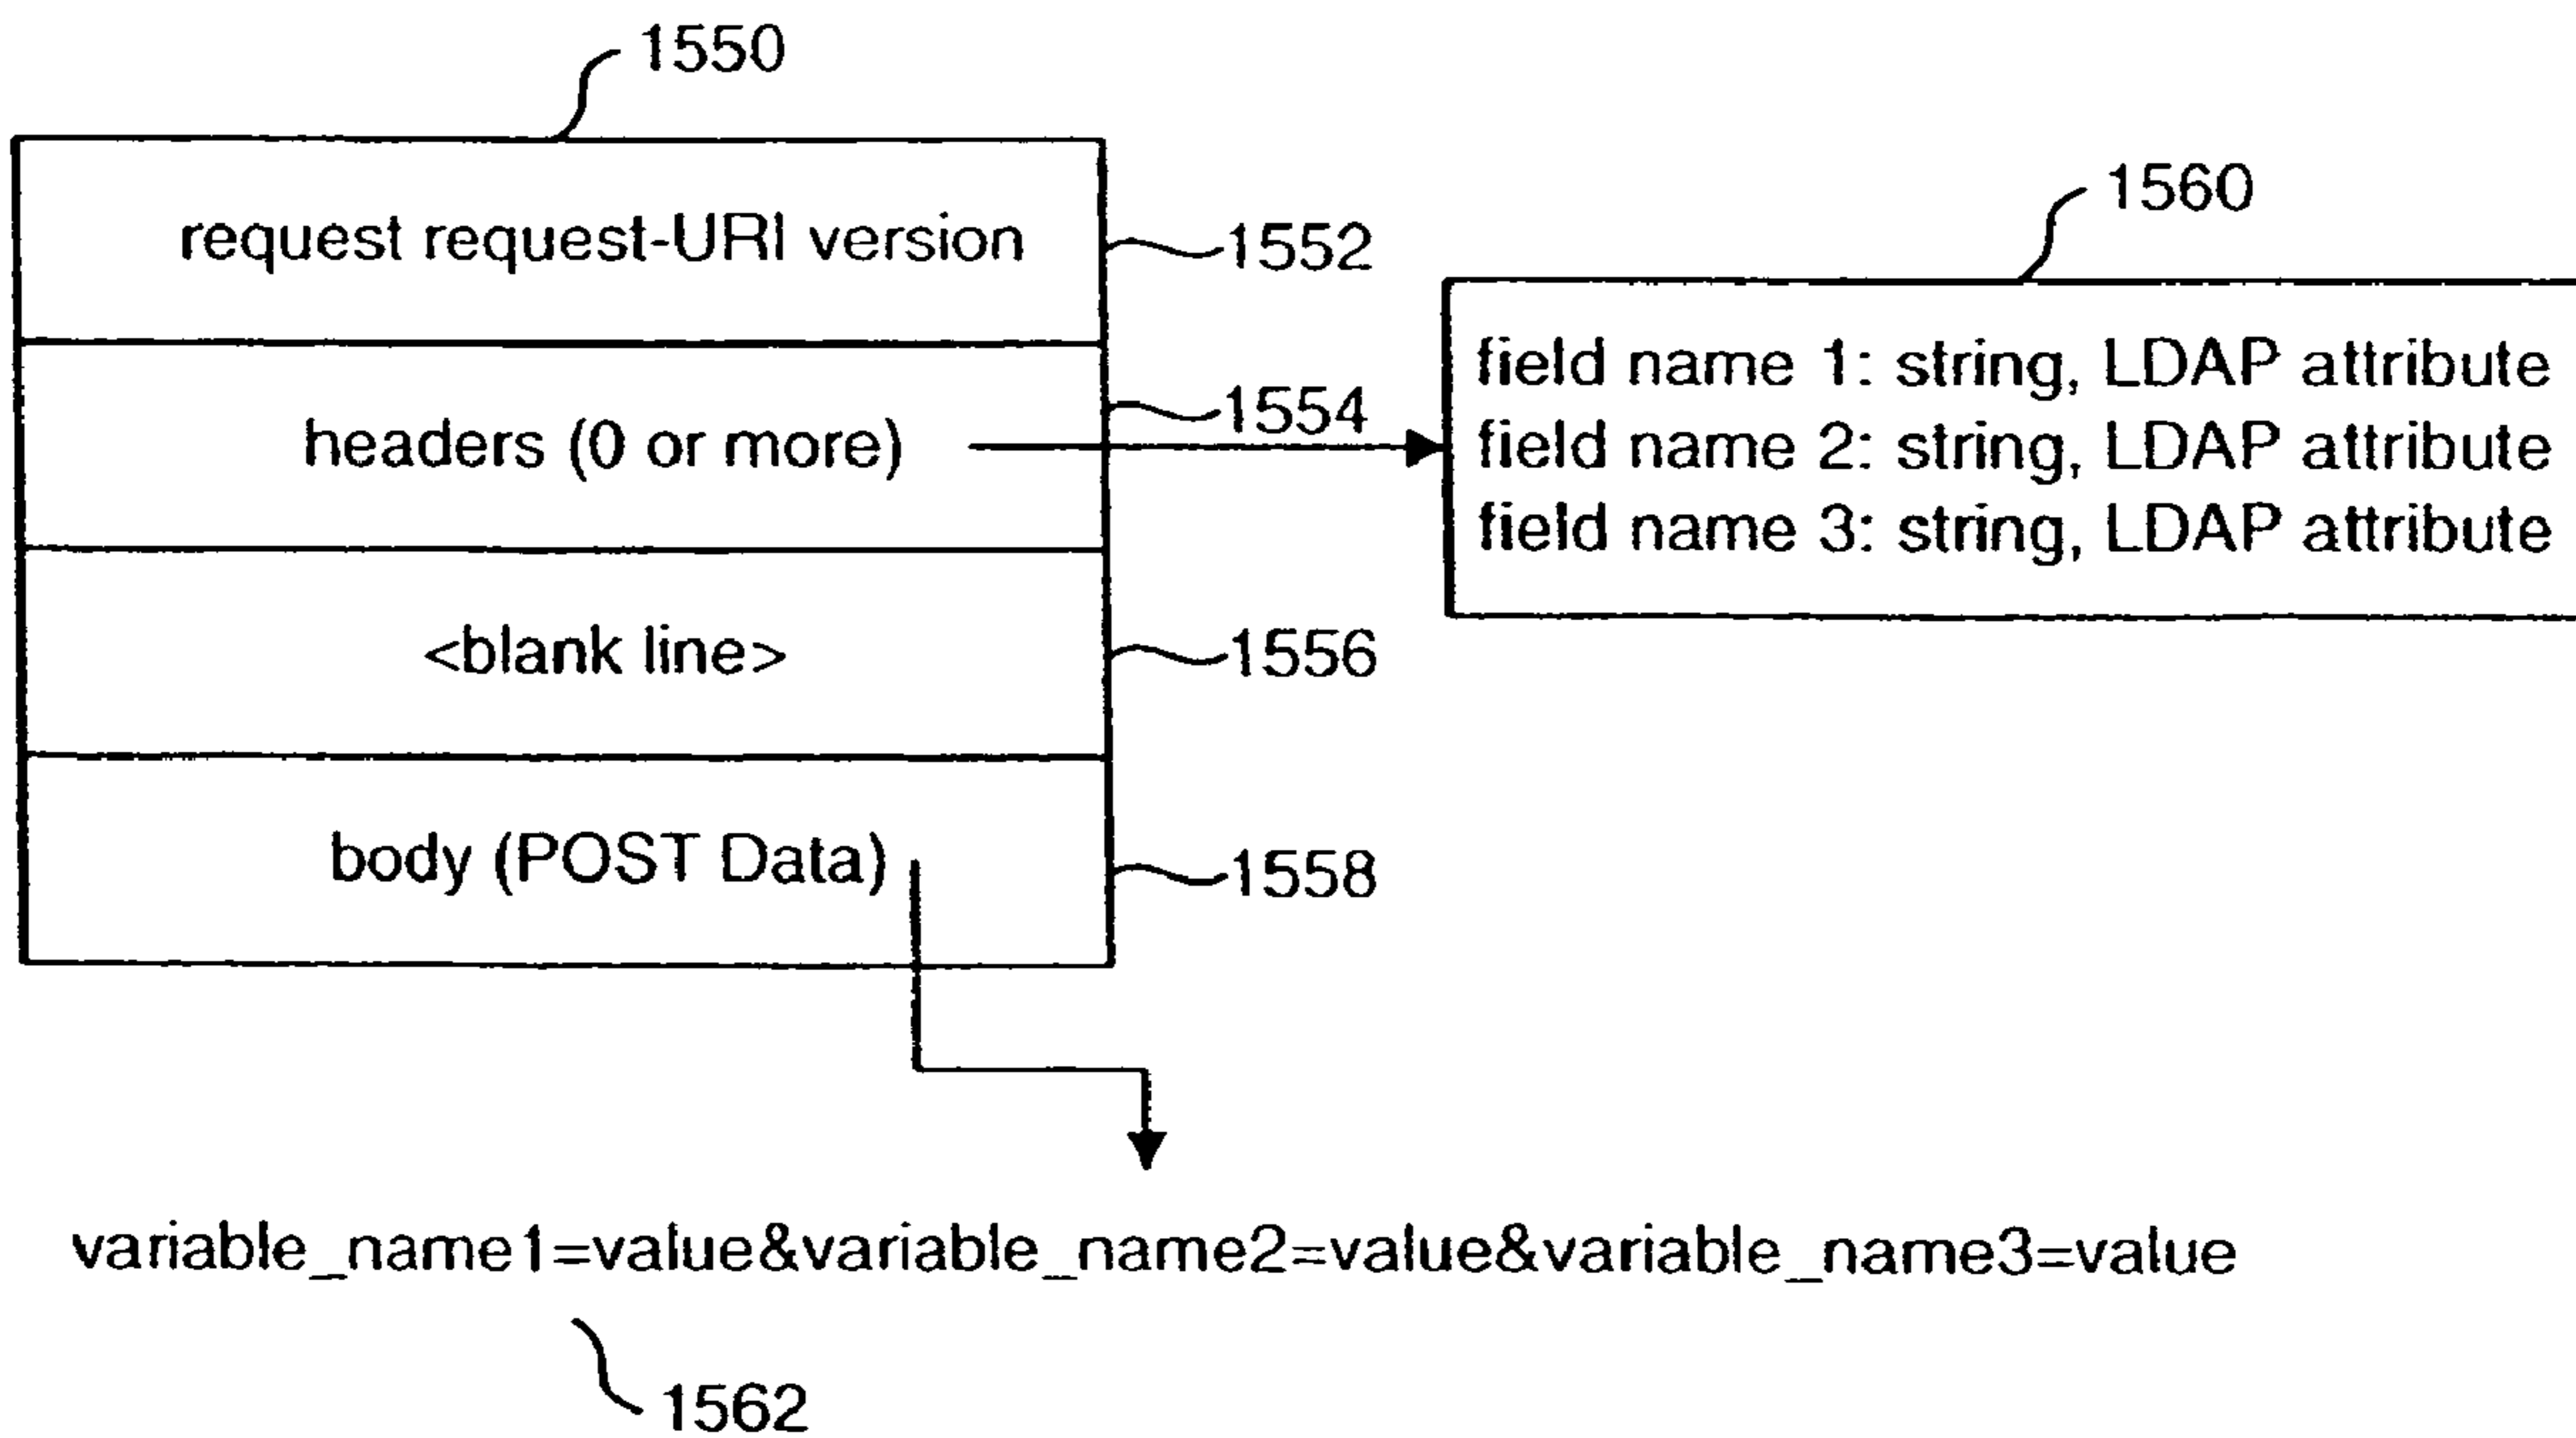 1550
request request-URI version
1552
headers (0 or more)
1554
<blank line>
1556
body (POST Data)
1558
1560
field name 1: string, LDAP attribute
field name 2: string, LDAP attribute
field name 3: string, LDAP attribute
variable_name1=value&variable_name2=value&variable_name3=value
1562